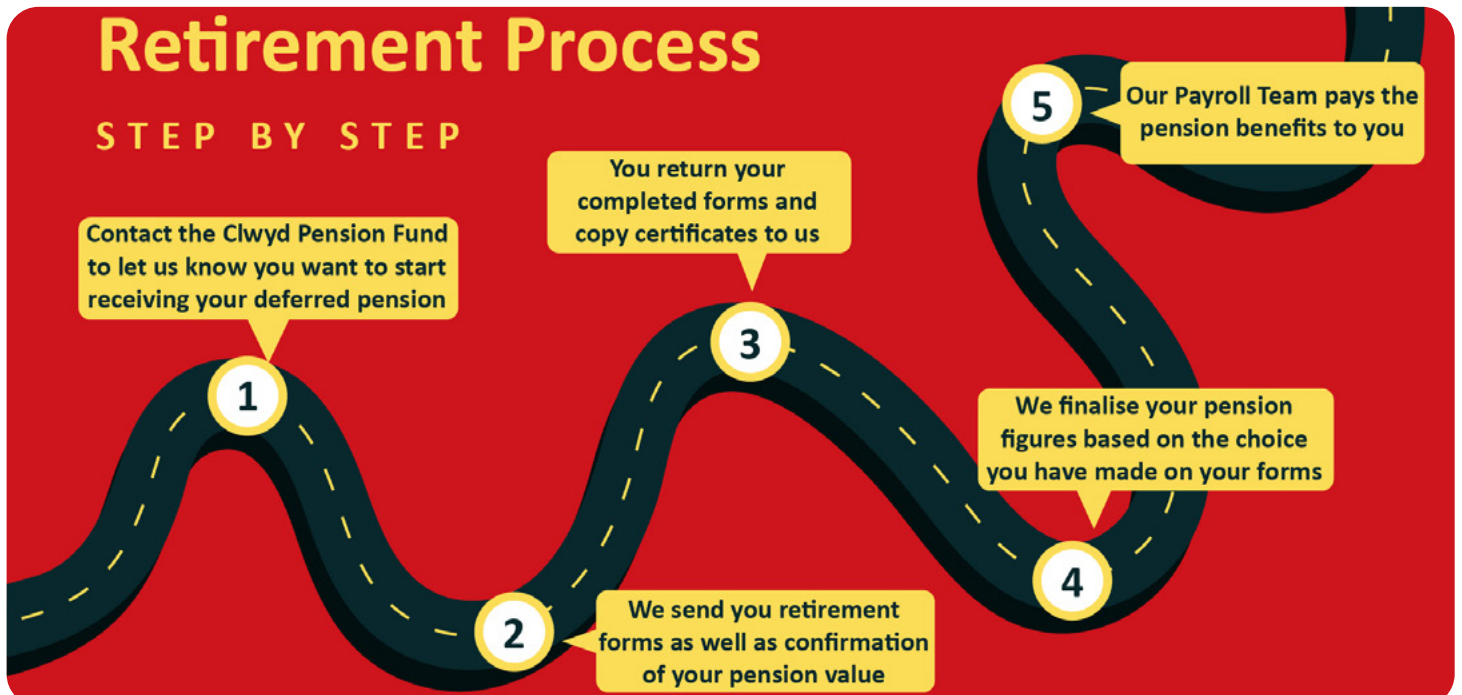 Retirement Process
STEP BY STEP
1
Contact the Clwyd Pension Fund
to let us know you want to start
receiving your deferred pension
2
We send you retirement
forms as well as confirmation
of your pension value
3
You return your
completed forms and
copy certificates to us
4
We finalise your pension
figures based on the choice
you have made on your forms
5
Our Payroll Team pays the
pension benefits to you